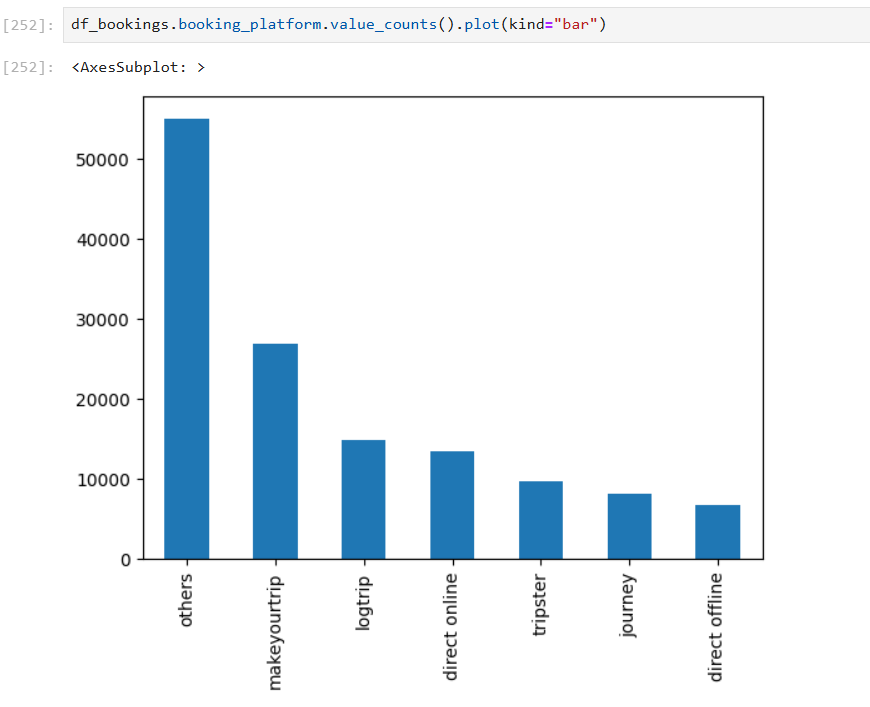 [252]: df_bookings.booking_platform.value_counts().plot(kind="bar")
[252]: <AxesSubplot: >
50000
40000
30000
20000
10000
0
others
makeyourtrip
logtrip
direct online
tripster
journey
direct offline